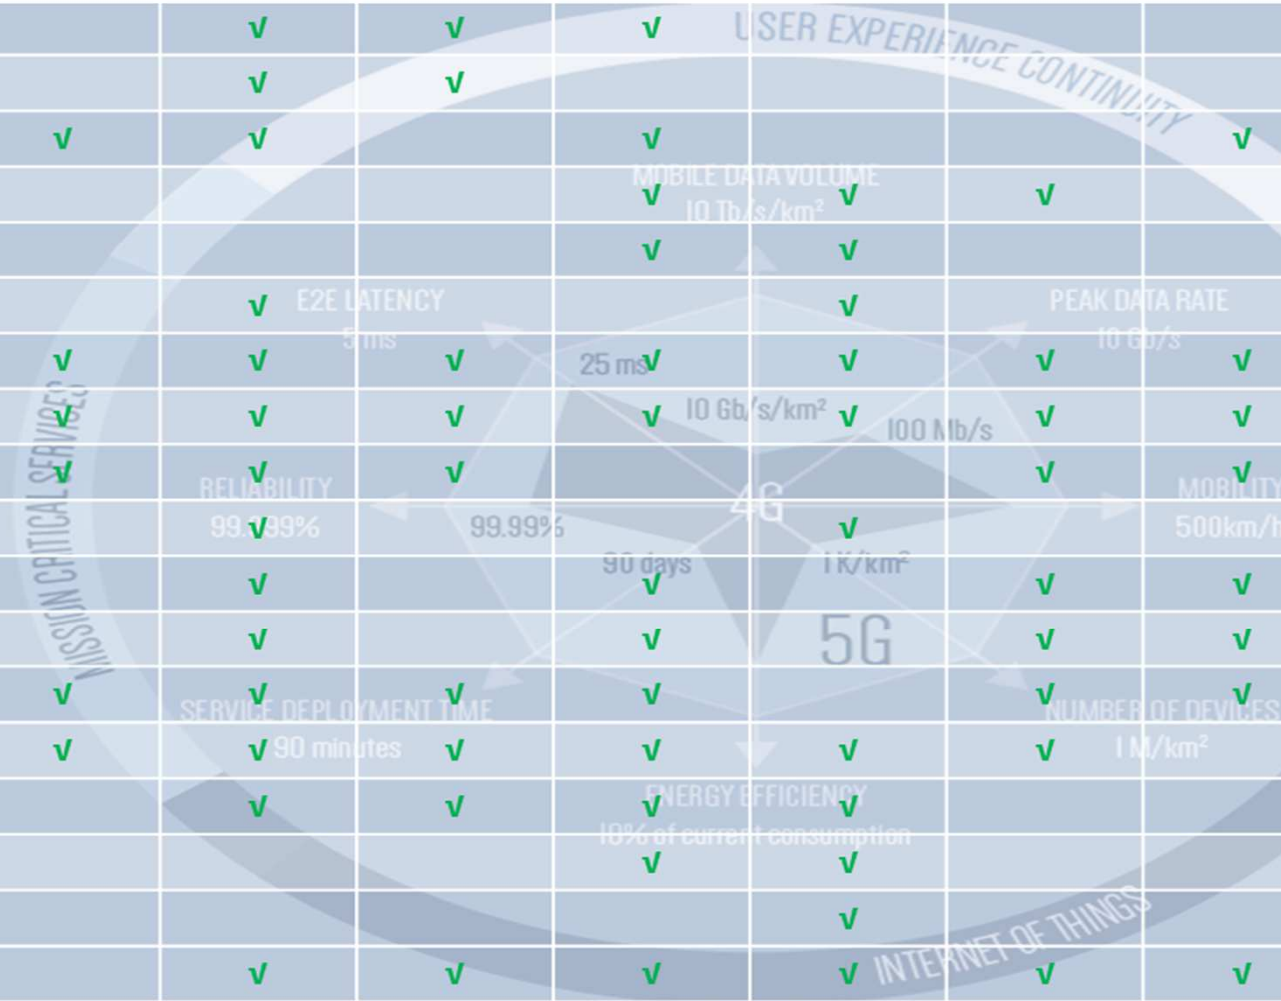 √ √ √
USER EXPERIENCE CONTINUITY
√ √
√ √ √ √
MOBILE DATA VOLUME
√ √ √
10 Tb/s/km²
√ √
E2E LATENCY
√ √
PEAK DATA RATE
5 ms
10 Gb/s
√ √ √ √ √ √ √
25 ms
10 Gb/s/km²
√ √ √ √ √ √ √
100 Mb/s
√ √ √ √ √
RELIABILITY
4G
MOBILITY
99.999%
99.99%
500km/h
√ √
90 days
1 K/km²
√ √ √ √
MISSION CRITICAL SERVICES
√ √ √ √
5G
√ √ √ √ √ √
SERVICE DEPLOYMENT TIME
NUMBER OF DEVICES
√ √ √ √ √ √
90 minutes
1 M/km²
√ √ √ √
ENERGY EFFICIENCY
10% of current consumption
√ √
√
INTERNET OF THINGS
√ √ √ √ √ √